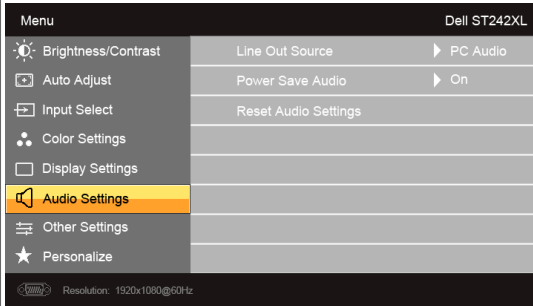 Menu Dell ST242XL
Brightness/Contrast Line Out Source PC Audio
Auto Adjust Power Save Audio On
Input Select Reset Audio Settings
Color Settings
Display Settings
Audio Settings
Other Settings
Personalize
Resolution: 1920x1080@60Hz